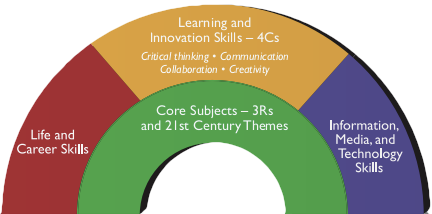 Learning and
Innovation Skills – 4Cs
Critical thinking • Communication
Collaboration • Creativity
Core Subjects – 3Rs
and 21st Century Themes
Life and
Career Skills
Information,
Media, and
Technology
Skills